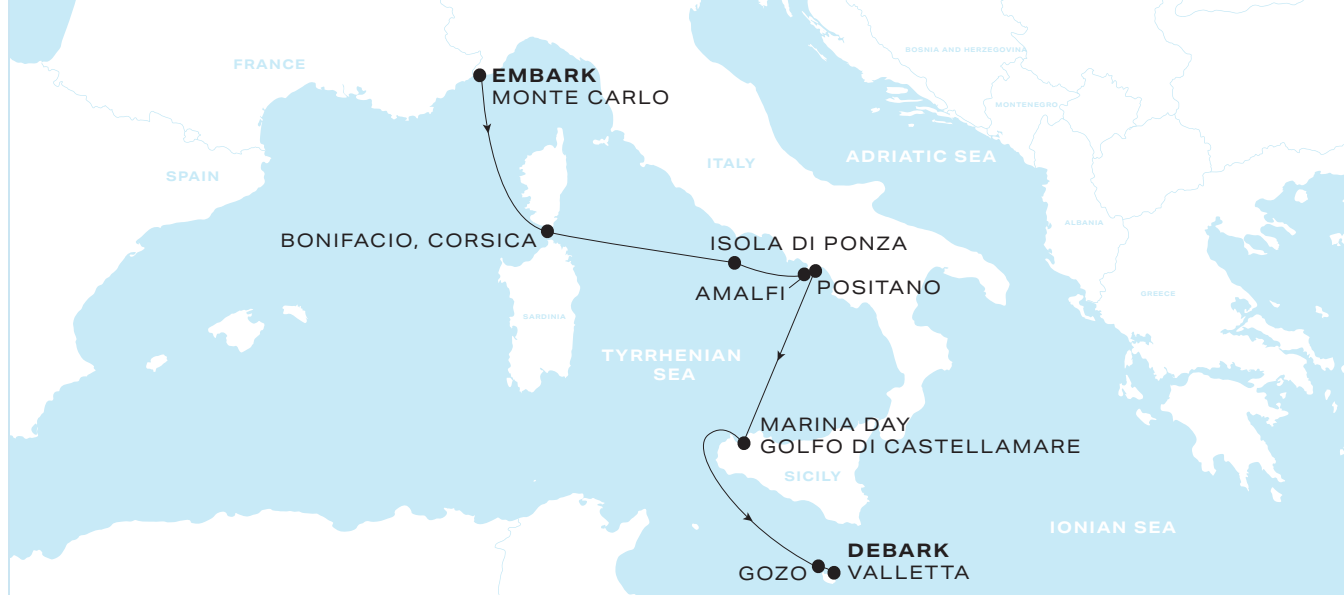 BOSNIA AND HERZEGOVINA
FRANCE
EMBARK
MONTE CARLO
MONTENEGRO
ITALY
ADRIATIC SEA
SPAIN
ALBANIA
BONIFACIO, CORSICA
ISOLA DI PONZA
AMALFI
POSITANO
GREECE
SARDINIA
TYRRHENIAN
SEA
MARINA DAY
GOLFO DI CASTELLAMARE
SICILY
IONIAN SEA
DEBARK
GOZO
VALLETTA